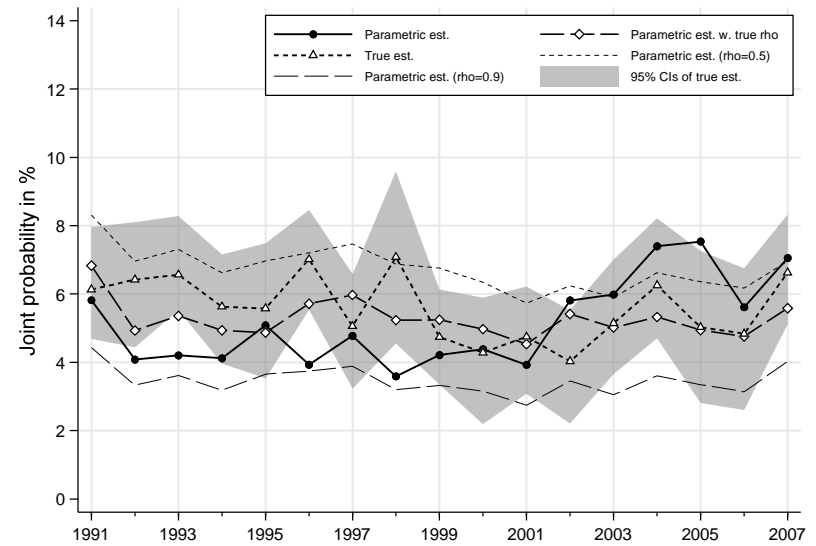 14
12
10
8
6
4
2
0
Joint probability in %
Parametric est.
Parametric est. w. true rho
True est.
Parametric est. (rho=0.5)
Parametric est. (rho=0.9)
95% CIs of true est.
1991 1993 1995 1997 1999 2001 2003 2005 2007